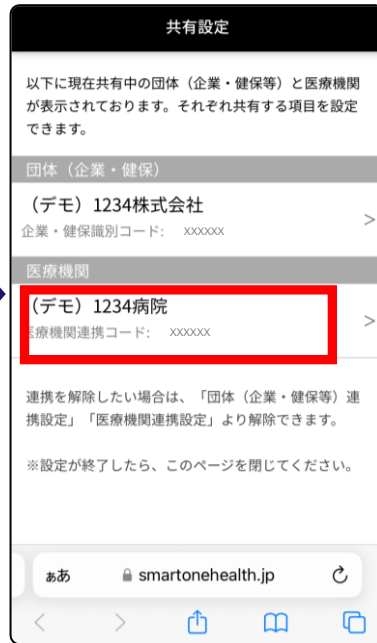 共有設定
以下に現在共有中の団体（企業・健保等）と医療機関
が表示されております。それぞれ共有する項目を設定
できます。
団体（企業・健保）
（デモ）1234株式会社
企業・健保識別コード: xxxxxx
>
医療機関
（デモ）1234病院
医療機関連携コード: xxxxxx
>
連携を解除したい場合は、「団体（企業・健保等）連
携設定」「医療機関連携設定」より解除できます。
※設定が終了したら、このページを閉じてください。
ぁあ smartonehealth.jp